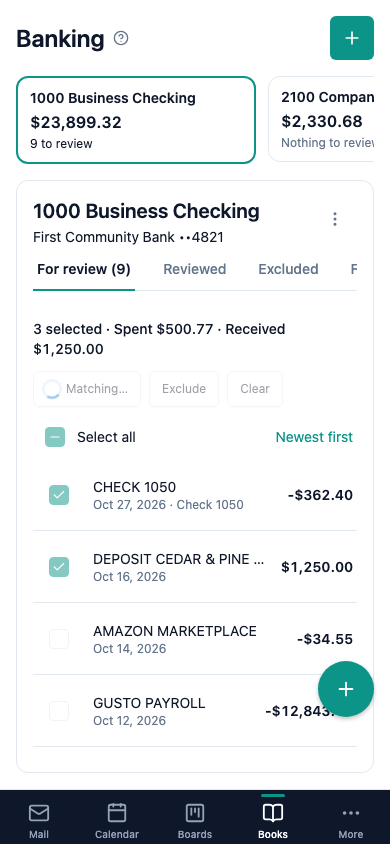 Banking
1000 Business Checking
$23,899.32
9 to review
2100 Compan
$2,330.68
Nothing to review
1000 Business Checking
First Community Bank ••4821
For review (9)
Reviewed
Excluded
3 selected · Spent $500.77 · Received
$1,250.00
Matching...
Exclude
Clear
Select all
Newest first
CHECK 1050
-$362.40
Oct 27, 2026 · Check 1050
DEPOSIT CEDAR & PINE ...
$1,250.00
Oct 16, 2026
AMAZON MARKETPLACE
-$34.55
Oct 14, 2026
GUSTO PAYROLL
-$12,843.
Oct 12, 2026
Mail
Calendar
Boards
Books
More